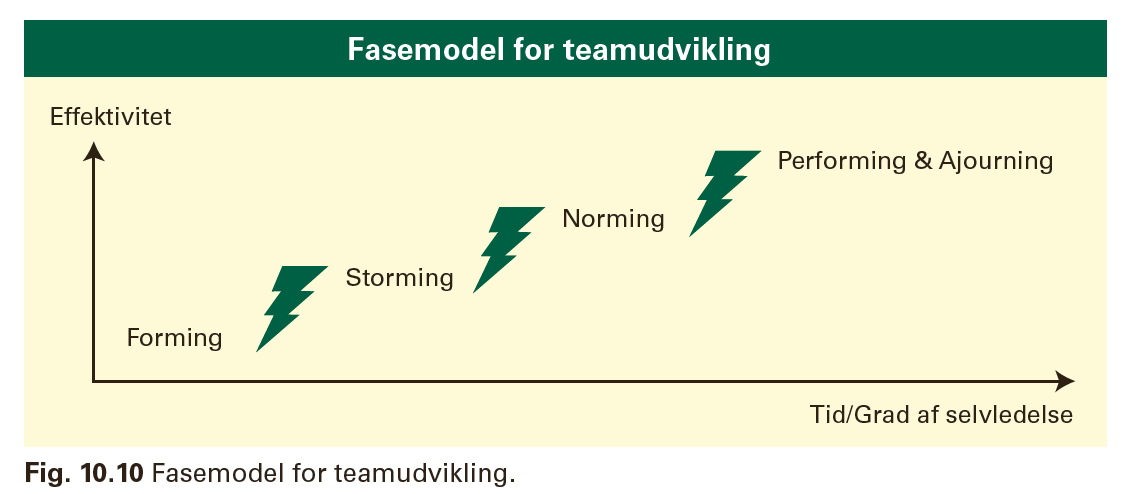 Fasemodel for teamudvikling
Effektivitet
Performing & Ajourning
Norming
Storming
Forming
Tid/Grad af selvledelse
Fig. 10.10 Fasemodel for teamudvikling.